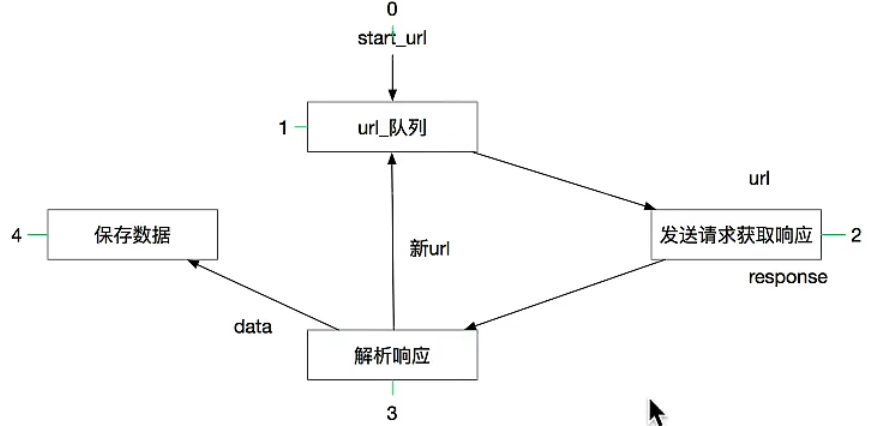 0
start_url
1
url_队列
url
4
保存数据
新url
发送请求获取响应
2
response
data
解析响应
3